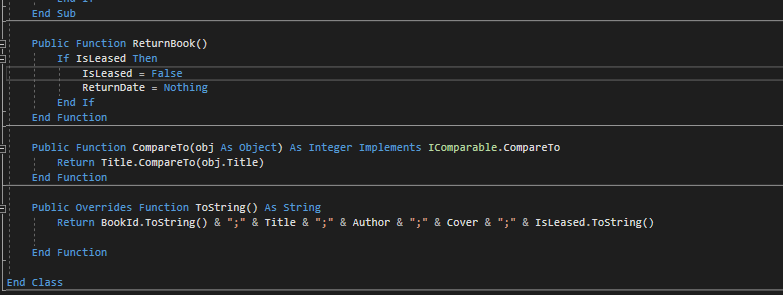 End If
End Sub
Public Function ReturnBook()
If IsLeased Then
IsLeased = False
ReturnDate = Nothing
End If
End Function
Public Function CompareTo(obj As Object) As Integer Implements IComparable.CompareTo
Return Title.CompareTo(obj.Title)
End Function
Public Overrides Function ToString() As String
Return BookId.ToString() & ";" & Title & ";" & Author & ";" & Cover & ";" & IsLeased.ToString()
End Function
End Class